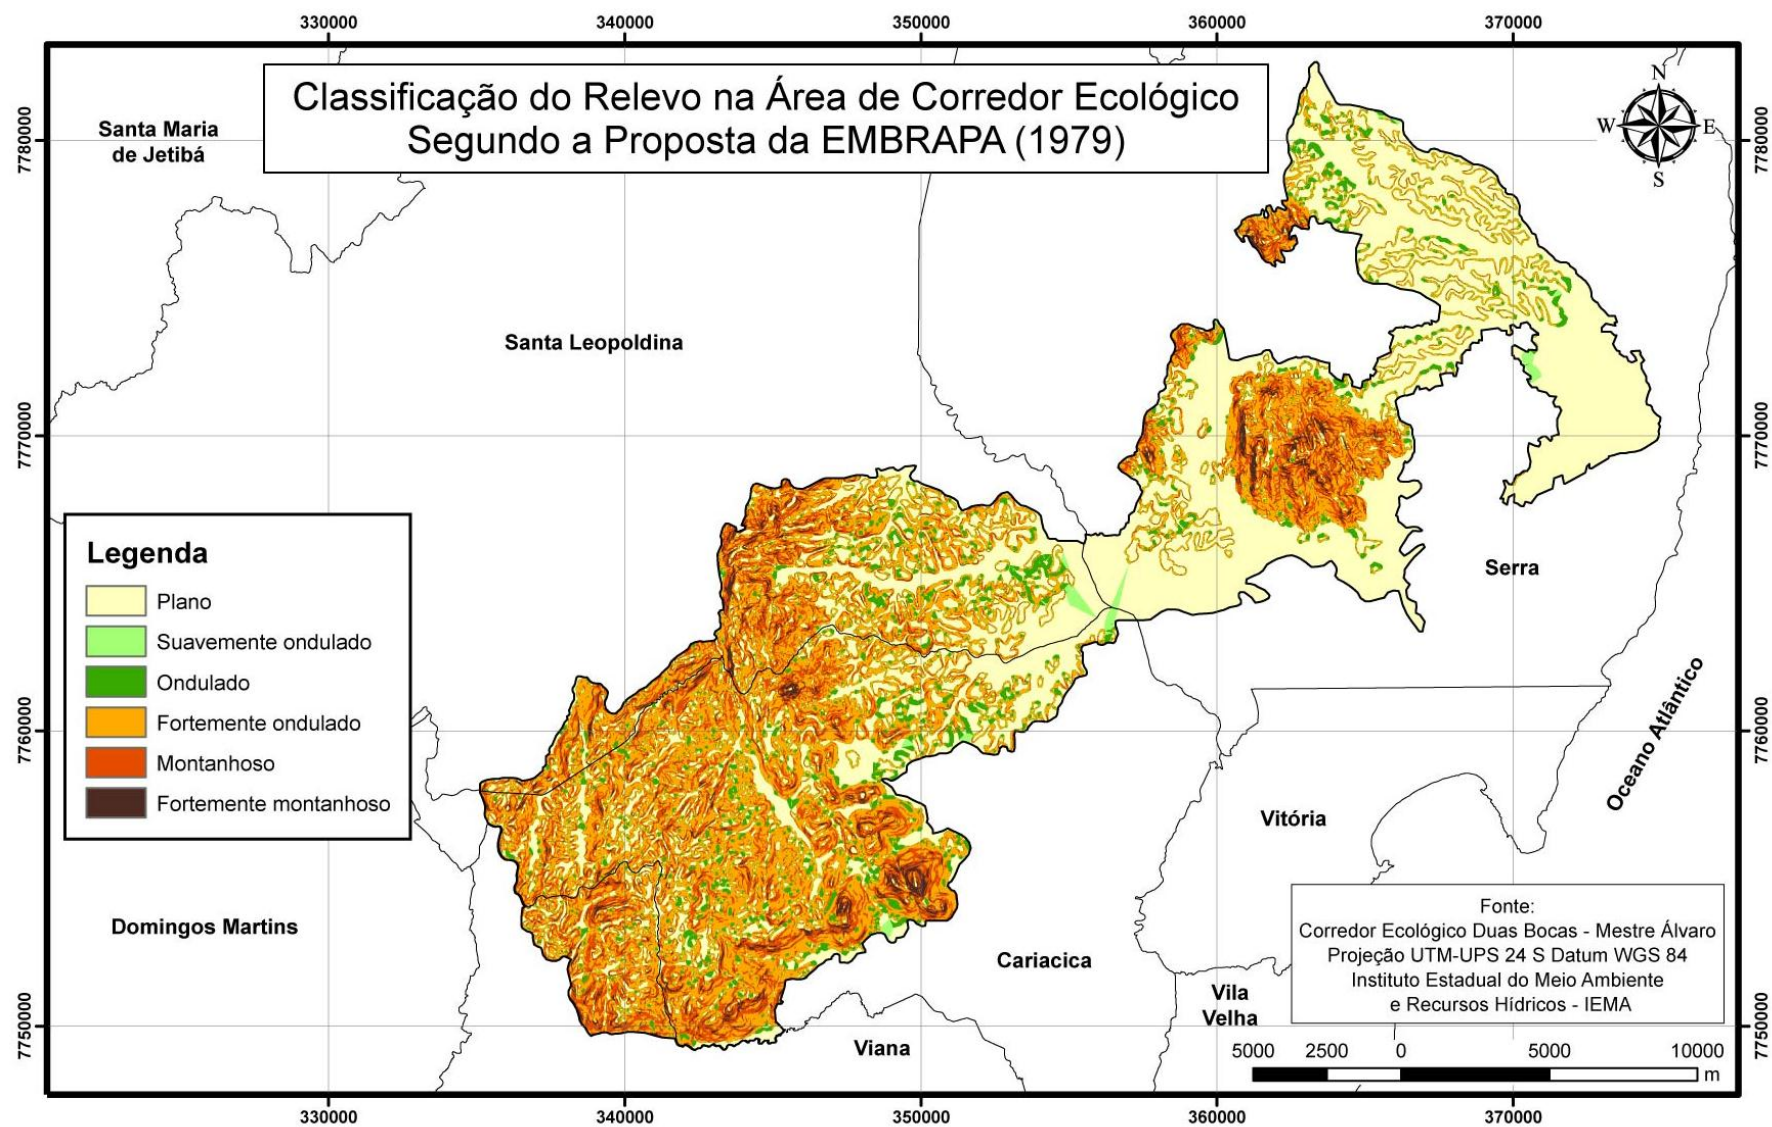 330000
340000
350000
360000
370000
Classificação do Relevo na Área de Corredor Ecológico
Segundo a Proposta da EMBRAPA (1979)
N
W
E
S
7780000
7780000
Santa Maria
de Jetibá
Santa Leopoldina
7770000
7770000
Legenda
Plano
Suavemente ondulado
Ondulado
Fortemente ondulado
Montanhoso
Fortemente montanhoso
Serra
7760000
7760000
Oceano Atlântico
Vitória
Domingos Martins
Cariacica
Vila
Velha
Viana
Fonte:
Corredor Ecológico Duas Bocas - Mestre Álvaro
Projeção UTM-UPS 24 S Datum WGS 84
Instituto Estadual do Meio Ambiente
e Recursos Hídricos - IEMA
7750000
7750000
5000 2500 0 5000 10000
m
330000
340000
350000
360000
370000